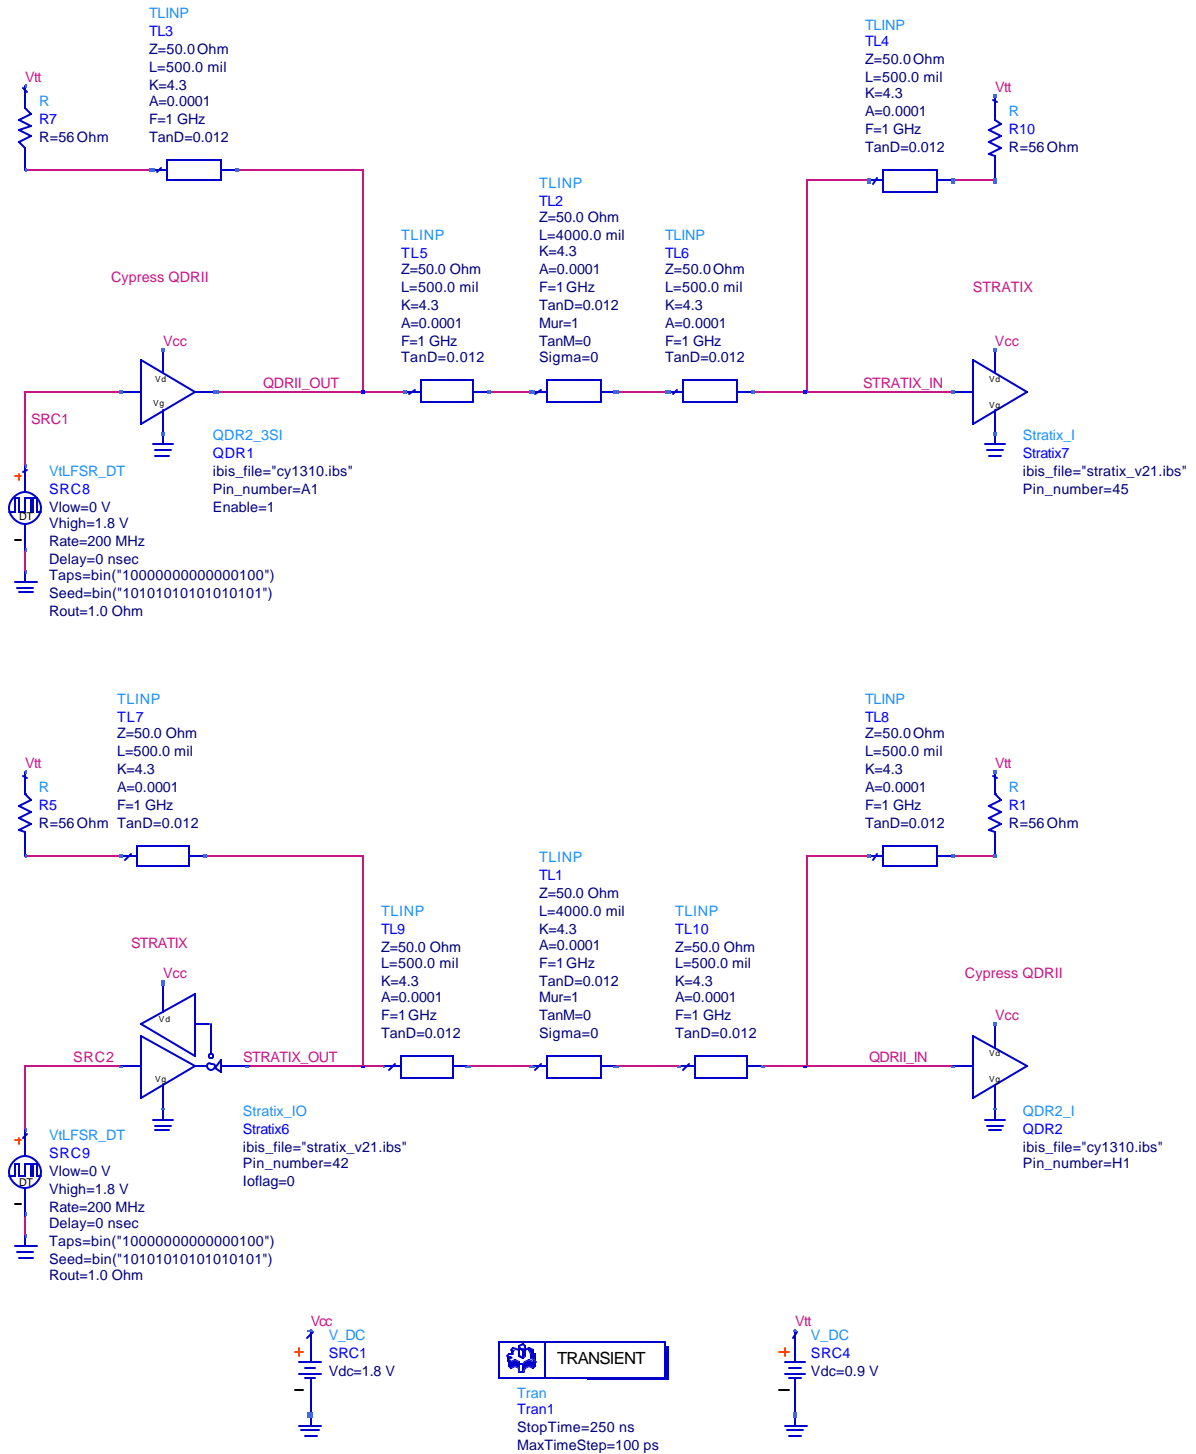 TLINP
TL3
Z=50.0 Ohm
L=500.0 mil
K=4.3
A=0.0001
F=1 GHz
TanD=0.012
Vtt
R
R7
R=56 Ohm
TLINP
TL4
Z=50.0 Ohm
L=500.0 mil
K=4.3
A=0.0001
F=1 GHz
TanD=0.012
Vtt
R
R10
R=56 Ohm
TLINP
TL5
Z=50.0 Ohm
L=500.0 mil
K=4.3
A=0.0001
F=1 GHz
TanD=0.012
TLINP
TL2
Z=50.0 Ohm
L=4000.0 mil
K=4.3
A=0.0001
F=1 GHz
TanD=0.012
Mur=1
TanM=0
Sigma=0
TLINP
TL6
Z=50.0 Ohm
L=500.0 mil
K=4.3
A=0.0001
F=1 GHz
TanD=0.012
Cypress QDRII
Vcc
Vd
Vg
QDRII_OUT
SRC1
QDR2_3SI
QDR1
ibis_file="cy1310.ibs"
Pin_number=A1
Enable=1
STRATIX
Vcc
Vd
Vg
STRATIX_IN
Stratix_I
Stratix7
ibis_file="stratix_v21.ibs"
Pin_number=45
+
DT
-
VtLFSR_DT
SRC8
Vlow=0 V
Vhigh=1.8 V
Rate=200 MHz
Delay=0 nsec
Taps=bin("10000000000000100")
Seed=bin("10101010101010101")
Rout=1.0 Ohm
TLINP
TL7
Z=50.0 Ohm
L=500.0 mil
K=4.3
A=0.0001
F=1 GHz
TanD=0.012
Vtt
R
R5
R=56 Ohm
TLINP
TL8
Z=50.0 Ohm
L=500.0 mil
K=4.3
A=0.0001
F=1 GHz
TanD=0.012
Vtt
R
R1
R=56 Ohm
TLINP
TL9
Z=50.0 Ohm
L=500.0 mil
K=4.3
A=0.0001
F=1 GHz
TanD=0.012
TLINP
TL1
Z=50.0 Ohm
L=4000.0 mil
K=4.3
A=0.0001
F=1 GHz
TanD=0.012
Mur=1
TanM=0
Sigma=0
TLINP
TL10
Z=50.0 Ohm
L=500.0 mil
K=4.3
A=0.0001
F=1 GHz
TanD=0.012
STRATIX
Vcc
Vd
Vg
SRC2
STRATIX_OUT
Stratix_IO
Stratix6
ibis_file="stratix_v21.ibs"
Pin_number=42
Ioflag=0
Cypress QDRII
Vcc
Vd
Vg
QDRII_IN
QDR2_I
QDR2
ibis_file="cy1310.ibs"
Pin_number=H1
+
DT
-
VtLFSR_DT
SRC9
Vlow=0 V
Vhigh=1.8 V
Rate=200 MHz
Delay=0 nsec
Taps=bin("10000000000000100")
Seed=bin("10101010101010101")
Rout=1.0 Ohm
Vcc
+
-
V_DC
SRC1
Vdc=1.8 V
TRANSIENT
Tran
Tran1
StopTime=250 ns
MaxTimeStep=100 ps
Vtt
+
-
V_DC
SRC4
Vdc=0.9 V